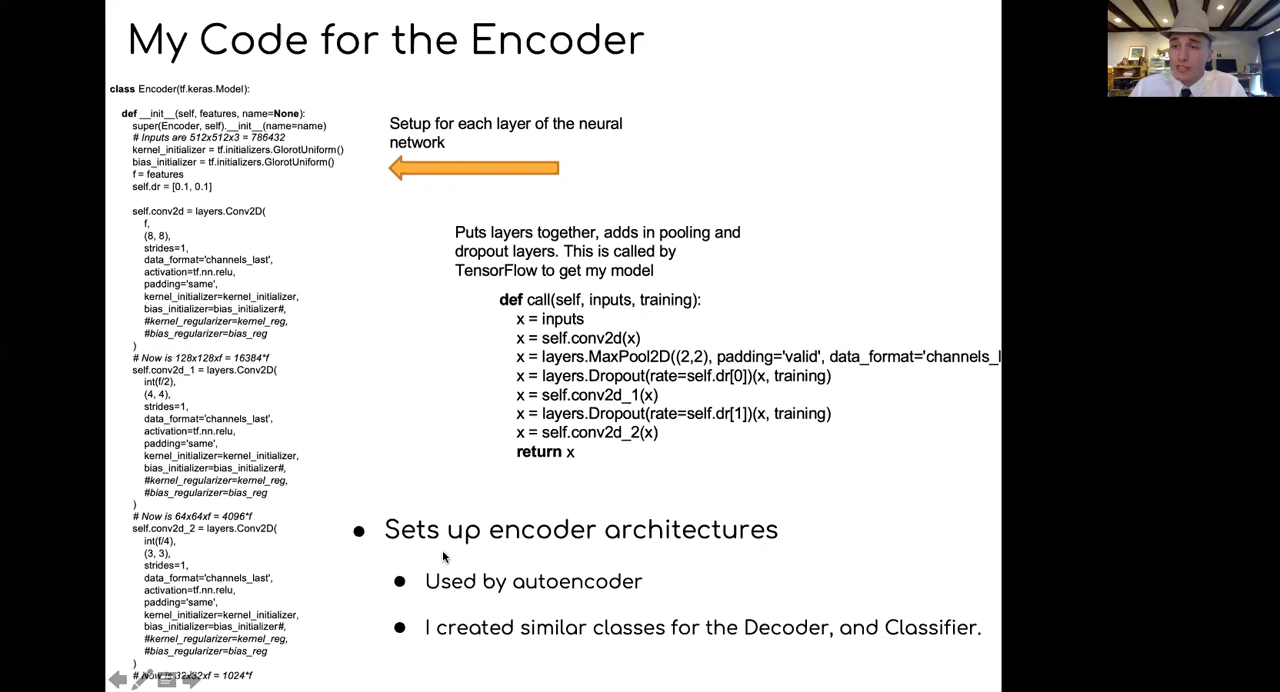 My Code for the Encoder
class Encoder(tf.keras.Model):
def __init__(self, features, name=None):
super(Encoder, self).__init__(name=name)
# Inputs are 512x512x3 = 786432
kernel_initializer = tf.initializers.GlorotUniform()
bias_initializer = tf.initializers.GlorotUniform()
f = features
self.dr = [0.1, 0.1]
self.conv2d = layers.Conv2D(
f,
(8, 8),
strides=1,
data_format='channels_last',
activation=tf.nn.relu,
padding='same',
kernel_initializer=kernel_initializer,
bias_initializer=bias_initializer#,
#kernel_regularizer=kernel_reg,
#bias_regularizer=bias_reg
)
# Now is 128x128xf = 16384*f
self.conv2d_1 = layers.Conv2D(
int(f/2),
(4, 4),
strides=1,
data_format='channels_last',
activation=tf.nn.relu,
padding='same',
kernel_initializer=kernel_initializer,
bias_initializer=bias_initializer#,
#kernel_regularizer=kernel_reg,
#bias_regularizer=bias_reg
)
# Now is 64x64xf = 4096*f
self.conv2d_2 = layers.Conv2D(
int(f/4),
(3, 3),
strides=1,
data_format='channels_last',
activation=tf.nn.relu,
padding='same',
kernel_initializer=kernel_initializer,
bias_initializer=bias_initializer#,
#kernel_regularizer=kernel_reg,
#bias_regularizer=bias_reg
)
# Now is 32x32xf = 1024*f
Setup for each layer of the neural
network
Puts layers together, adds in pooling and
dropout layers. This is called by
TensorFlow to get my model
def call(self, inputs, training):
x = inputs
x = self.conv2d(x)
x = layers.MaxPool2D((2,2), padding='valid', data_format='channels_l
x = layers.Dropout(rate=self.dr[0])(x, training)
x = self.conv2d_1(x)
x = layers.Dropout(rate=self.dr[1])(x, training)
x = self.conv2d_2(x)
return x
● Sets up encoder architectures
● Used by autoencoder
● I created similar classes for the Decoder, and Classifier.